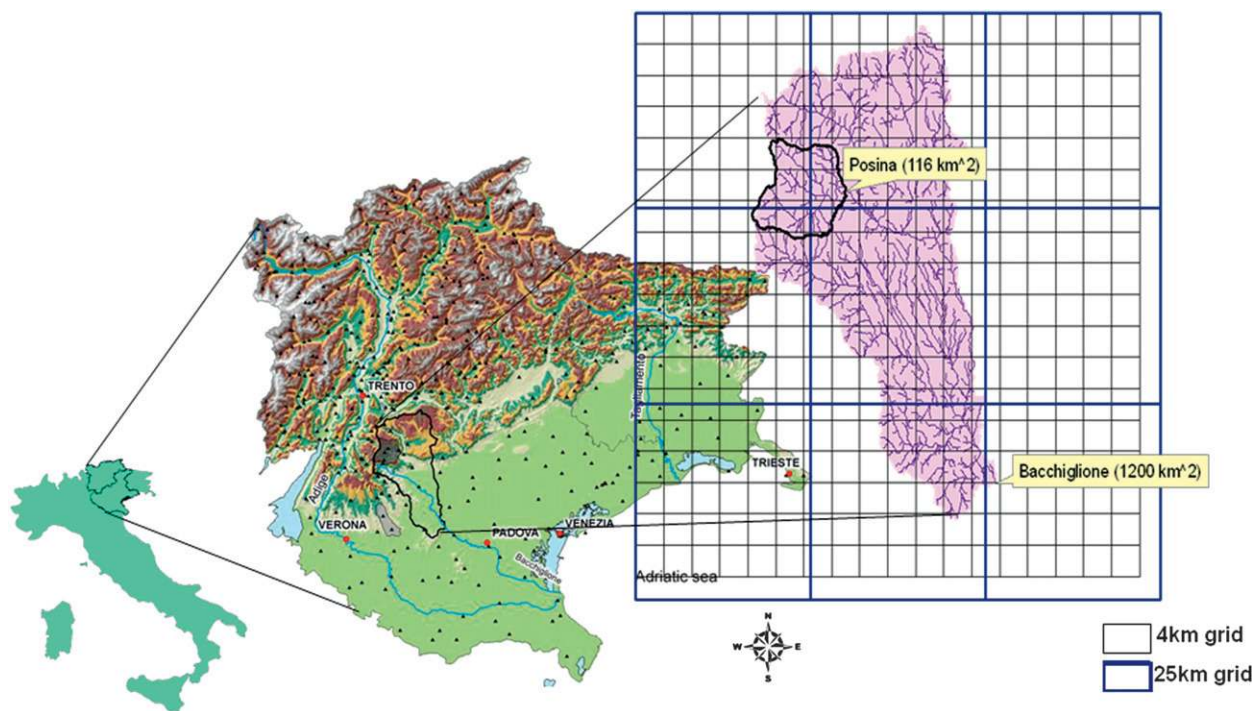 Posina (116 km^2)
Tagliamento
TRENTO
Adige
TRIESTE
Bacchiglione (1200 km^2)
VERONA
PADOVA
VENEZIA
Bacchiglione
Adriatic sea
N
W E
S
4km grid
25km grid